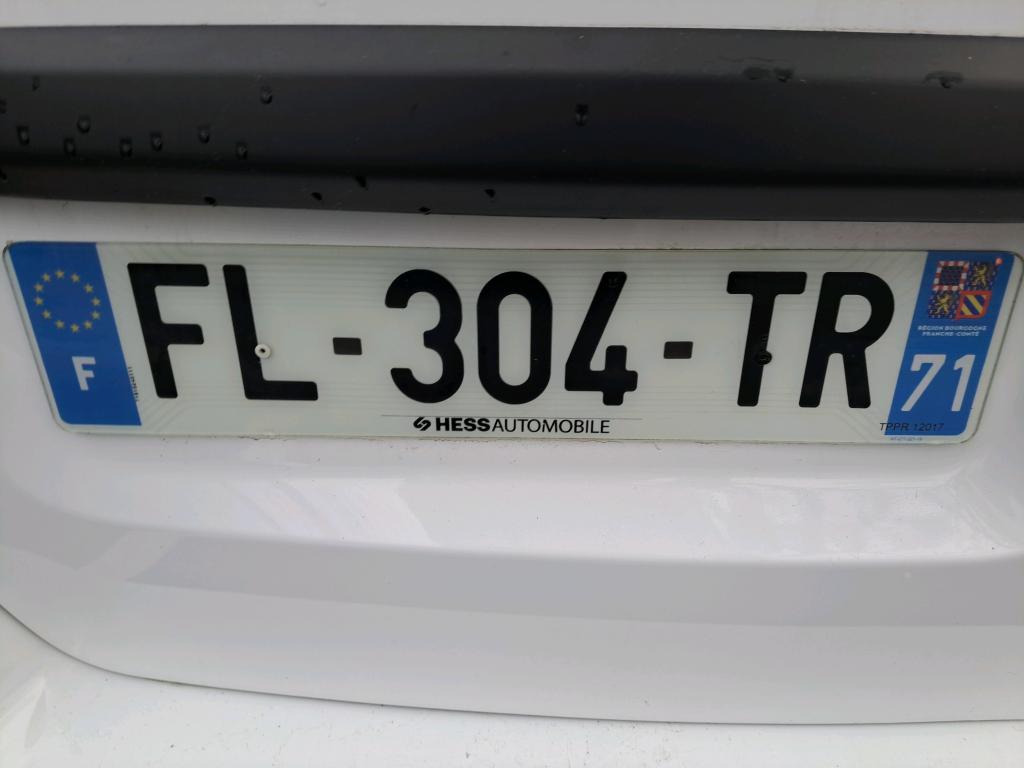 FL-304-TR
F
RÉGION BOURGOGNE
FRANCHE-COMTÉ
71
TPPR 12017
HESSAUTOMOBILE